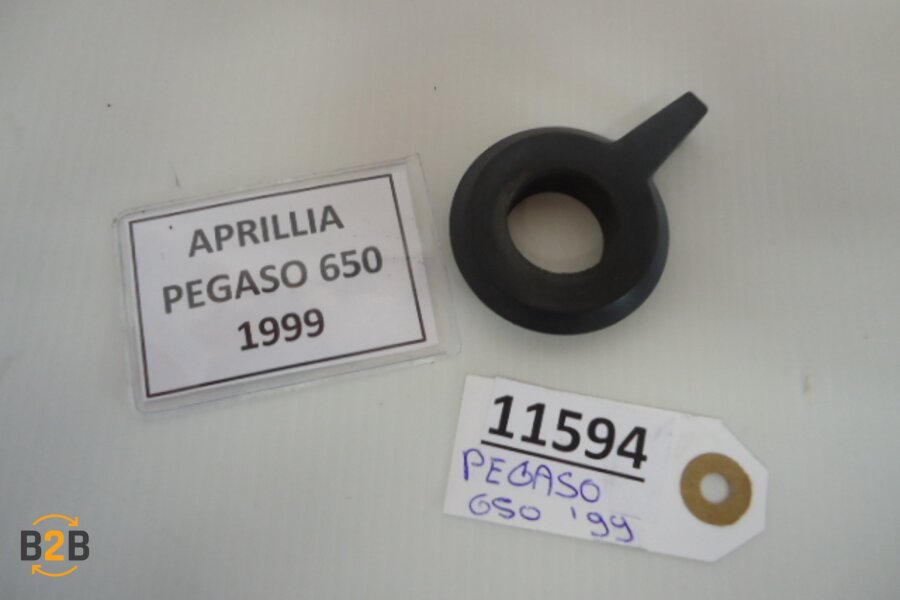 APRILLIA
PEGASO 650
1999
11594
PEGASO
650 '99
B2B